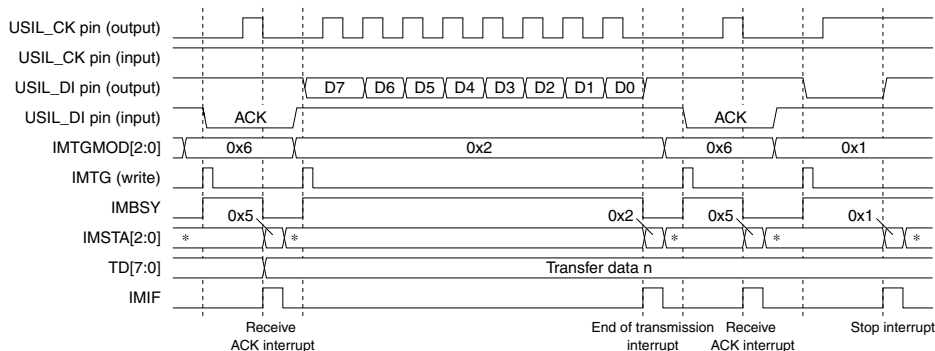 USIL_CK pin (output)
USIL_CK pin (input)
USIL_DI pin (output) D7 D6 D5 D4 D3 D2 D1 D0
USIL_DI pin (input) ACK ACK
IMTGMOD[2:0] 0x6 0x2 0x6 0x1
IMTG (write)
IMBSY
0x5 0x2 0x5 0x1
IMSTA[2:0] * * * * *
TD[7:0] Transfer data n
IMIF
Receive End of transmission Receive Stop interrupt
ACK interrupt interrupt ACK interrupt